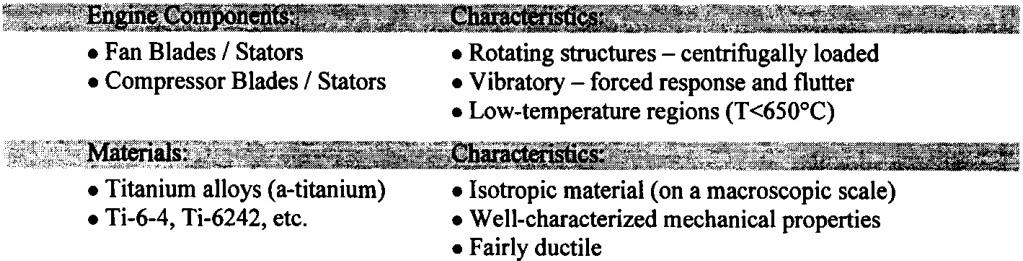 Engine Components: Characteristics:
• Fan Blades / Stators • Rotating structures – centrifugally loaded
• Compressor Blades / Stators • Vibratory – forced response and flutter
• Low-temperature regions (T<650°C)
Materials: Characteristics:
• Titanium alloys (a-titanium) • Isotropic material (on a macroscopic scale)
• Ti-6-4, Ti-6242, etc. • Well-characterized mechanical properties
• Fairly ductile